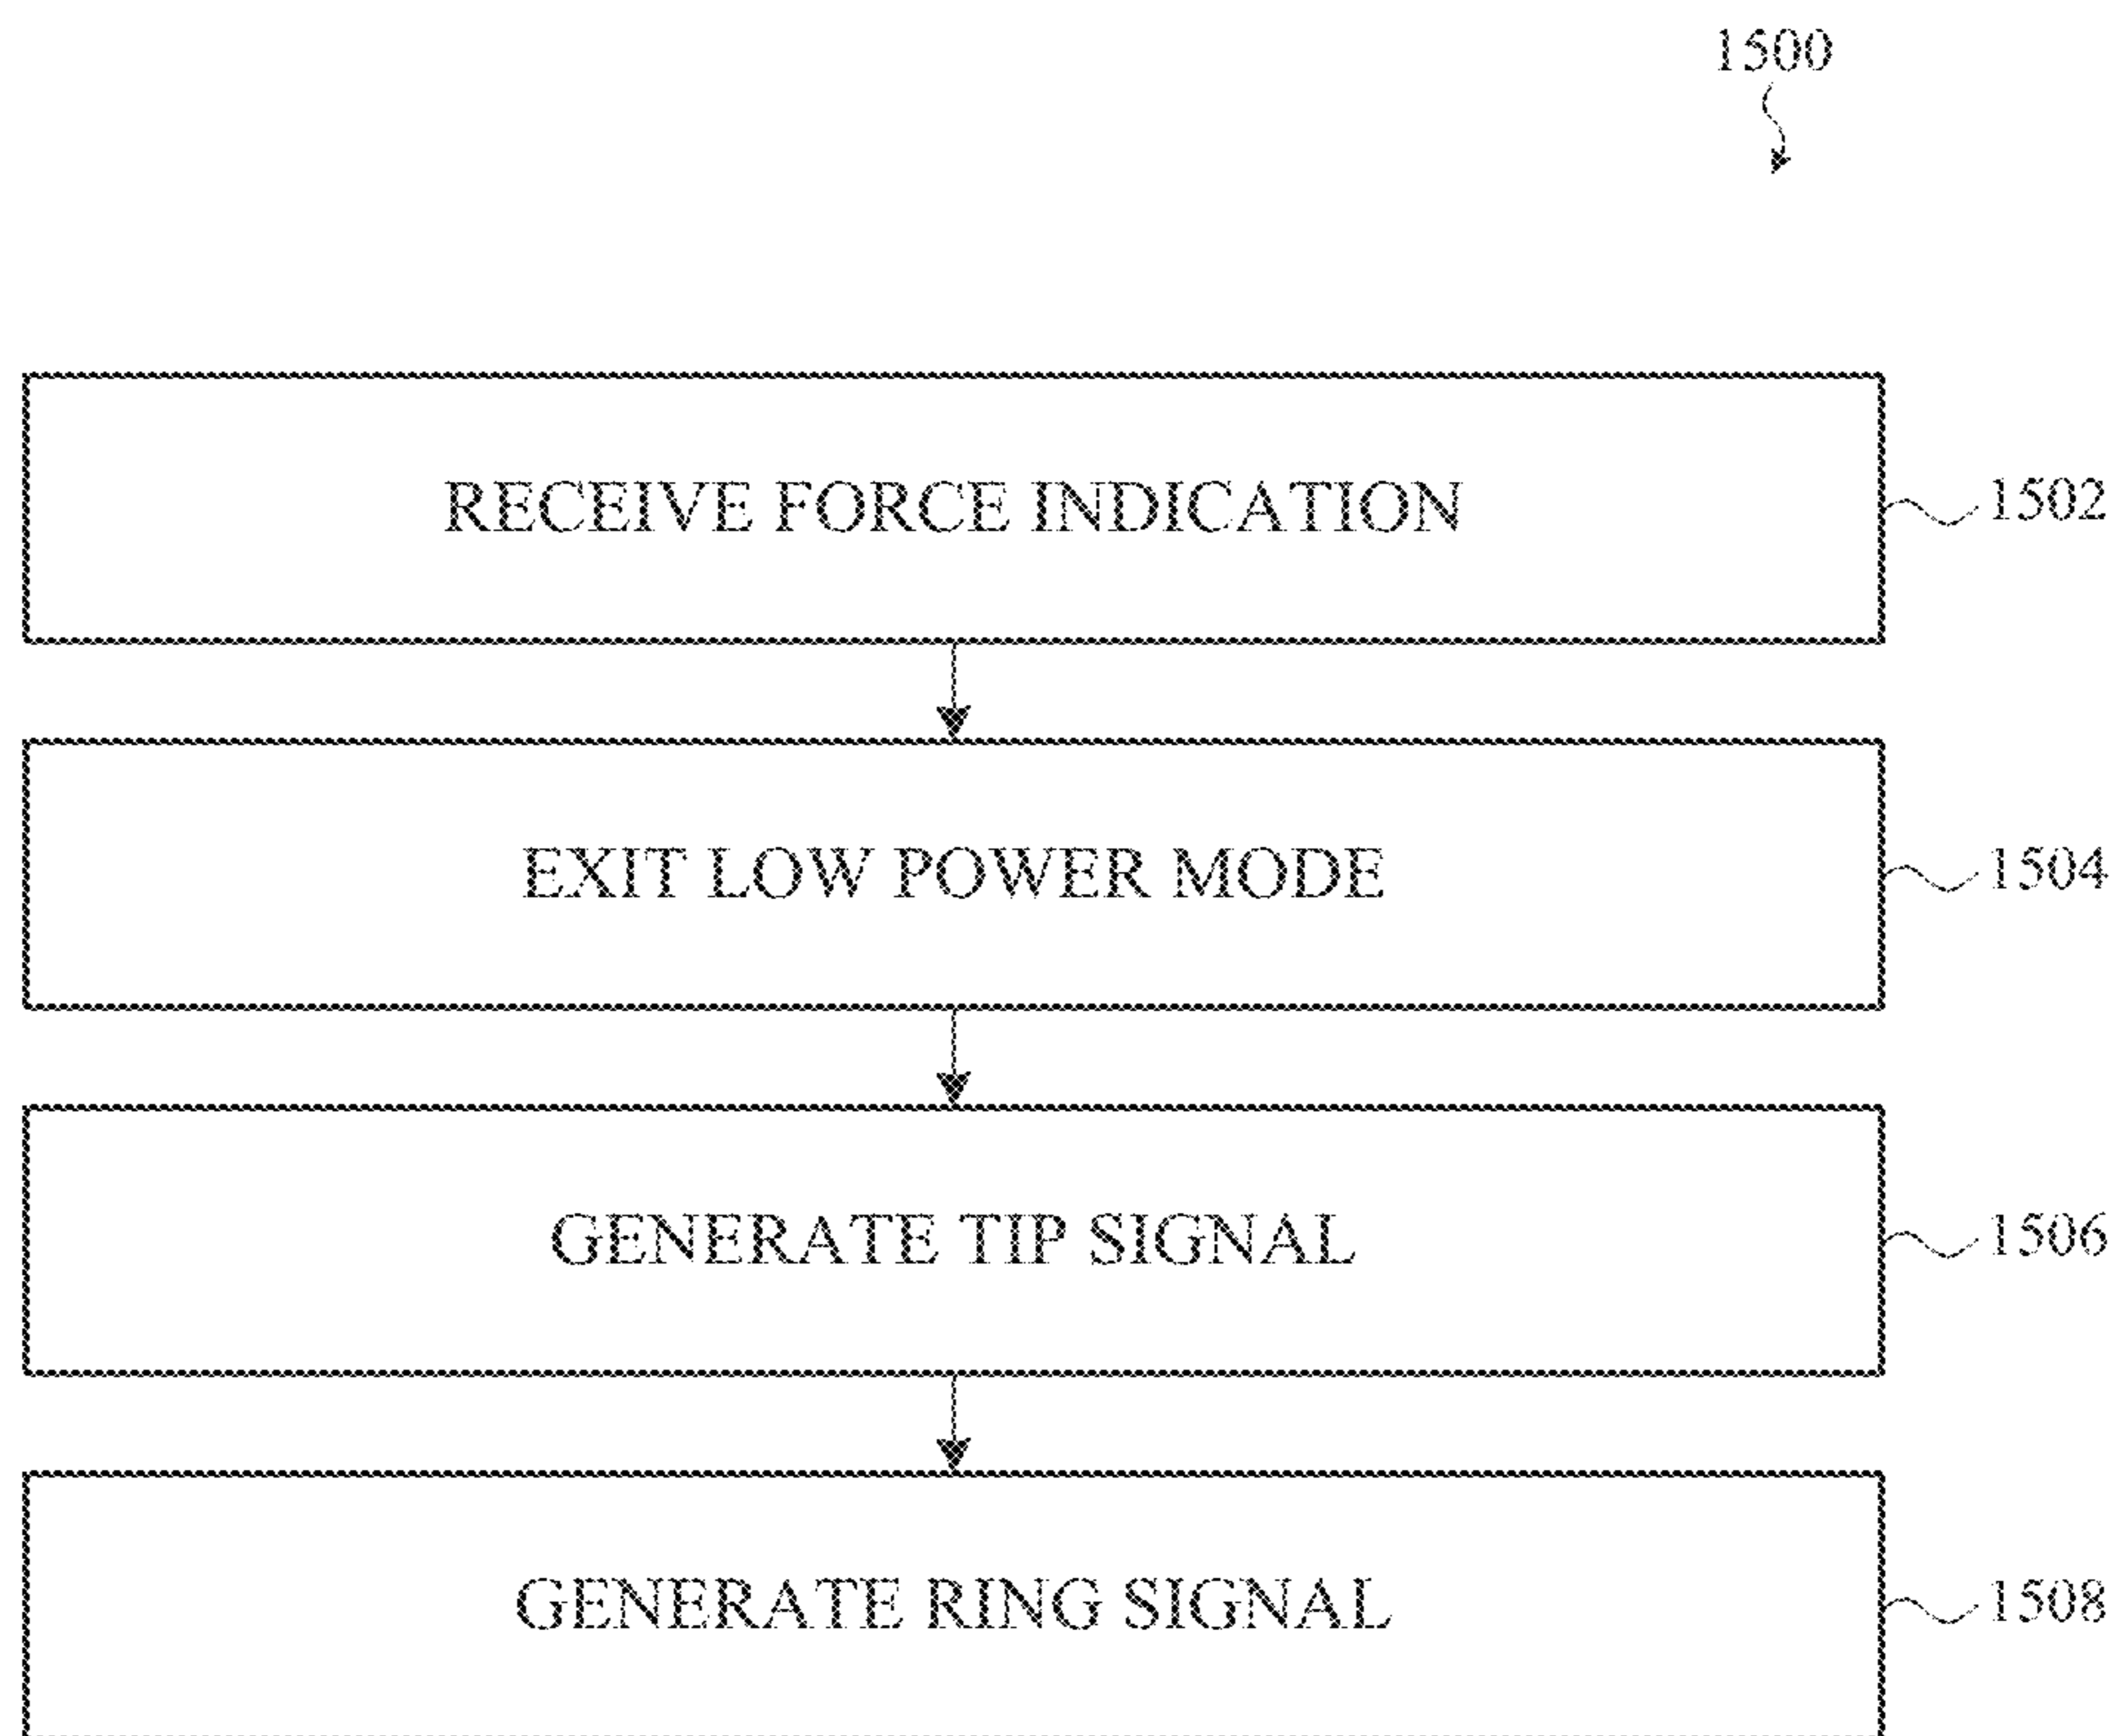 1500
RECEIVE FORCE INDICATION
1502
EXIT LOW POWER MODE
1504
GENERATE TIP SIGNAL
1506
GENERATE RING SIGNAL
1508